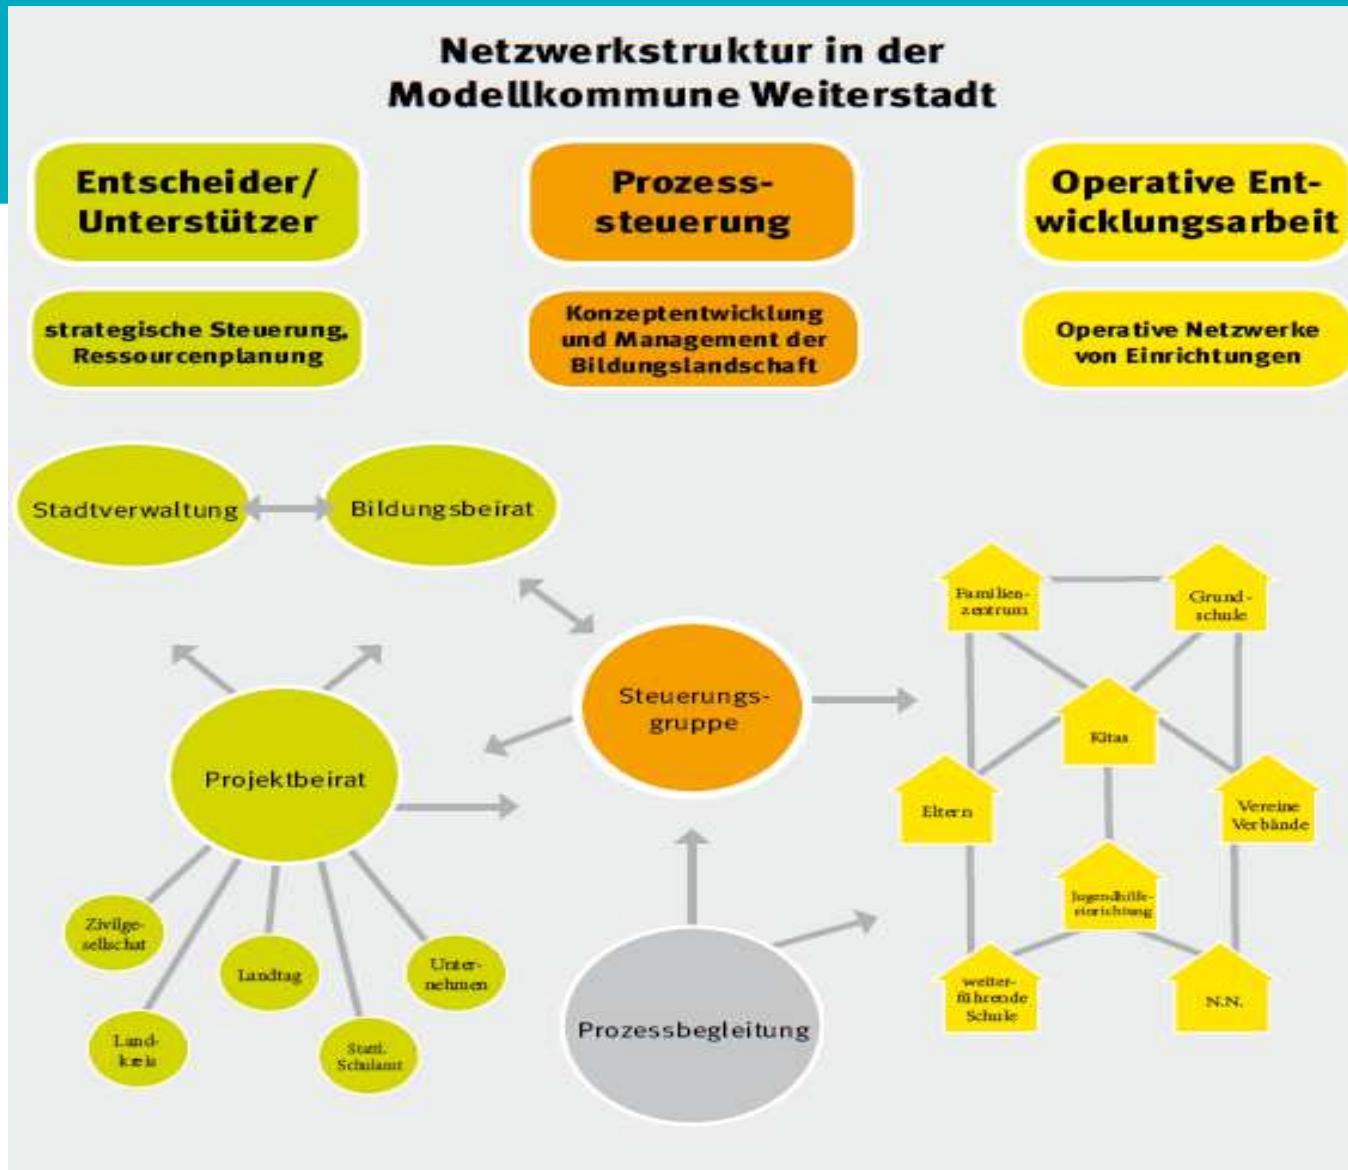 Netzwerkstruktur in der
Modellkommune Weiterstadt
Entscheider/
Unterstützer
Prozess-
steuerung
Operative Ent-
wicklungsarbeit
strategische Steuerung,
Ressourcenplanung
Konzeptentwicklung
und Management der
Bildungslandschaft
Operative Netzwerke
von Einrichtungen
Stadtverwaltung
Bildungsbeirat
Familien-
zentrum
Grund-
schule
Steuerungs-
gruppe
Kitas
Projektbeirat
Eltern
Vereine
Verbände
Jugendhilfe-
einrichtung
Zivilge-
sellschat
Landtag
Unter-
nehmen
Land-
kreis
Staatl.
Schulamt
Prozessbegleitung
weiter-
führende
Schule
N.N.